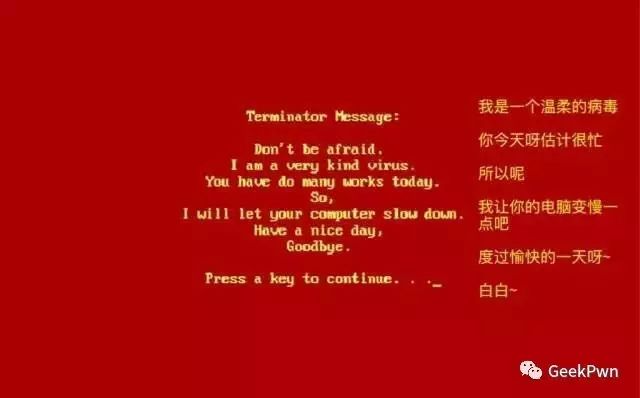 Terminator Message:
Don't be afraid.
I am a very kind virus.
You have do many works today.
So,
I will let your computer slow down.
Have a nice day,
Goodbye.
Press a key to continue. . ._
我是一个温柔的病毒
你今天呀估计很忙
所以呢
我让你的电脑变慢一
点吧
度过愉快的一天呀~
白白~
GeekPwn